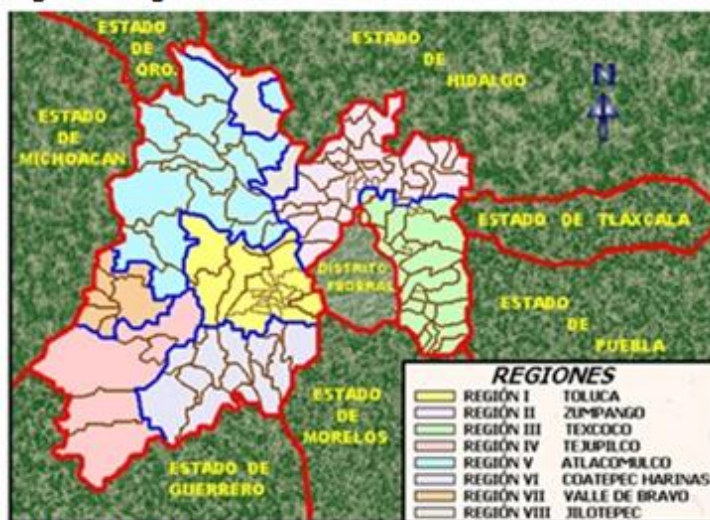 ESTADO
DE
QRO.
ESTADO
DE
HIDALGO
N
ESTADO
DE
MICHOACAN
ESTADO DE TLAXCALA
DISTRITO
FEDERAL
ESTADO
DE
PUEBLA
ESTADO
DE
MORELOS
ESTADO DE
GUERRERO
REGIONES
REGIÓN I TOLUCA
REGIÓN II ZUMPANGO
REGIÓN III TEXCOCO
REGIÓN IV TEJUPILCO
REGIÓN V ATLACOMULCO
REGIÓN VI COATEPEC HARINAS
REGIÓN VII VALLE DE BRAVO
REGIÓN VIII JILOTEPEC